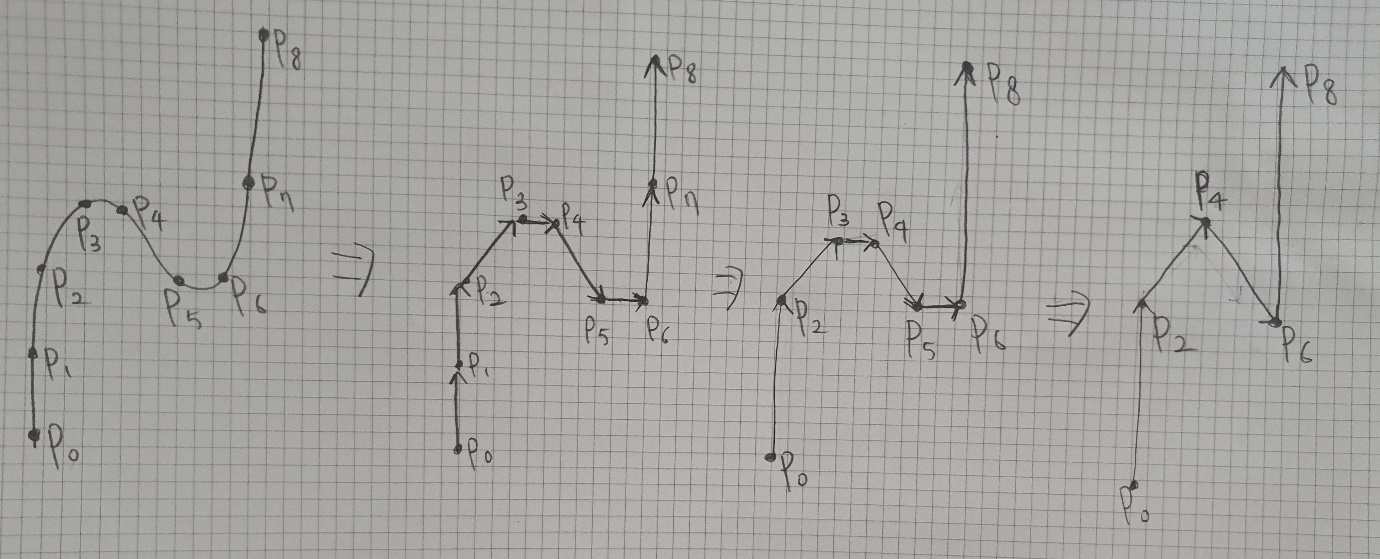 P₈
P₇
P₃ P₄
P₂
P₅ P₆
P₁
P₀
⇒
P₈
P₇
P₃ P₄
P₂
P₅ P₆
P₁
P₀
⇒
P₈
P₃ P₄
P₂
P₅ P₆
P₀
⇒
P₈
P₄
P₂
P₆
P₀